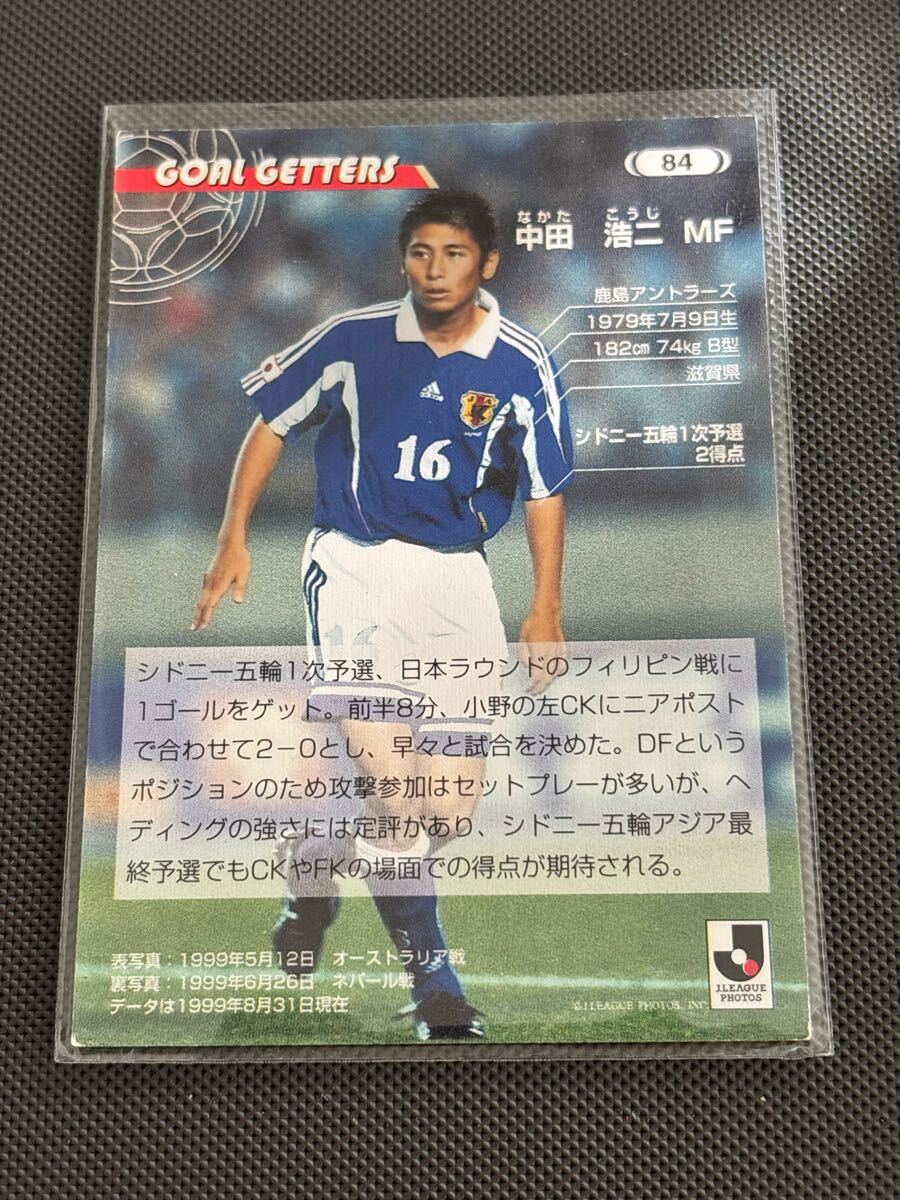 GOAL GETTERS
84
なかた こうじ
中田 浩二 MF
鹿島アントラーズ
1979年7月9日生
182cm 74kg B型
滋賀県
シドニー五輪1次予選
2得点
adidas
16
16
シドニー五輪1次予選、日本ラウンドのフィリピン戦に
1ゴールをゲット。前半8分、小野の左CKにニアポスト
で合わせて2−0とし、早々と試合を決めた。DFという
ポジションのため攻撃参加はセットプレーが多いが、ヘ
ディングの強さには定評があり、シドニー五輪アジア最
終予選でもCKやFKの場面での得点が期待される。
表写真：1999年5月12日 オーストラリア戦
裏写真：1999年6月26日 ネパール戦
データは1999年8月31日現在
©J.LEAGUE PHOTOS, INC.
J.LEAGUE
PHOTOS